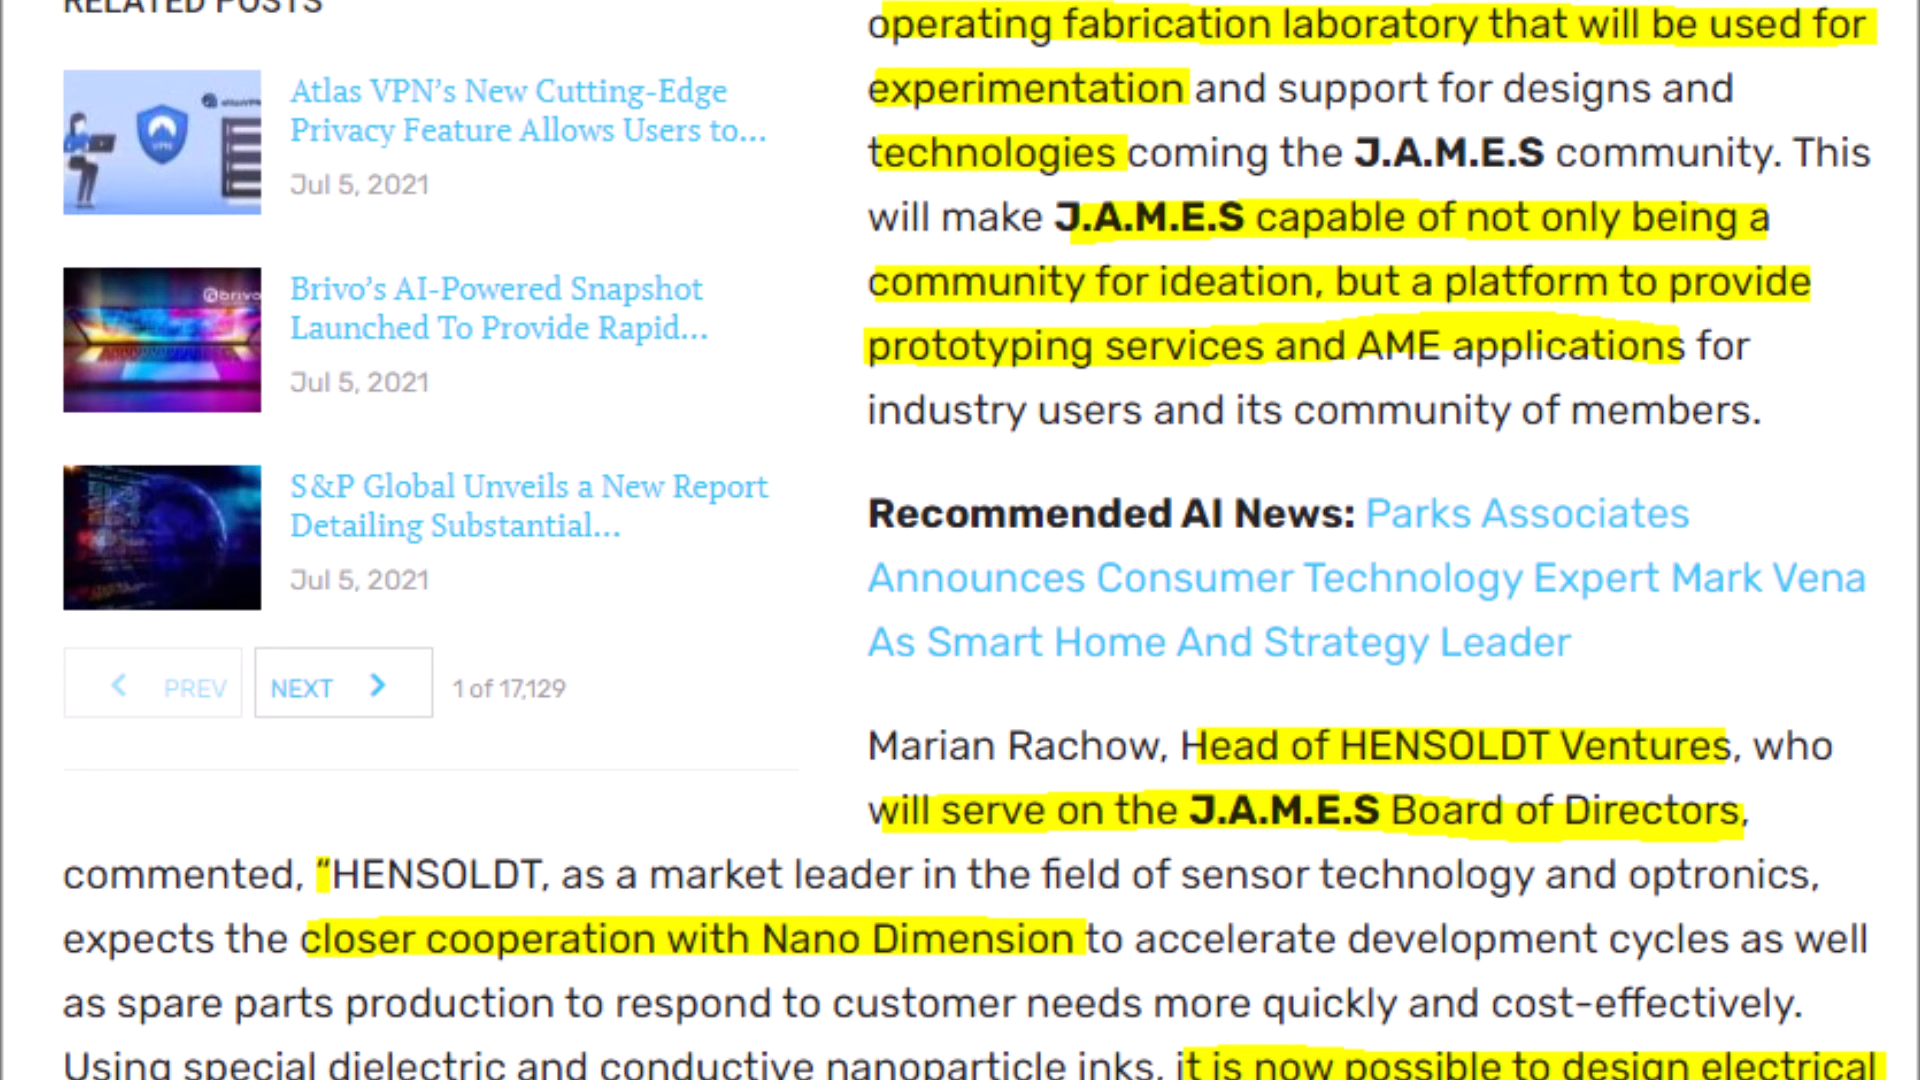 RELATED POSTS
Atlas VPN’s New Cutting-Edge
Privacy Feature Allows Users to...
Jul 5, 2021
Brivo’s AI-Powered Snapshot
Launched To Provide Rapid...
Jul 5, 2021
S&P Global Unveils a New Report
Detailing Substantial...
Jul 5, 2021
PREV
NEXT
1 of 17,129
VPN
brivo
operating fabrication laboratory that will be used for
experimentation and support for designs and
technologies coming the J.A.M.E.S community. This
will make J.A.M.E.S capable of not only being a
community for ideation, but a platform to provide
prototyping services and AME applications for
industry users and its community of members.
Recommended AI News: Parks Associates
Announces Consumer Technology Expert Mark Vena
As Smart Home And Strategy Leader
Marian Rachow, Head of HENSOLDT Ventures, who
will serve on the J.A.M.E.S Board of Directors,
commented, “HENSOLDT, as a market leader in the field of sensor technology and optronics,
expects the closer cooperation with Nano Dimension to accelerate development cycles as well
as spare parts production to respond to customer needs more quickly and cost-effectively.
Using special dielectric and conductive nanoparticle inks, it is now possible to design electrical